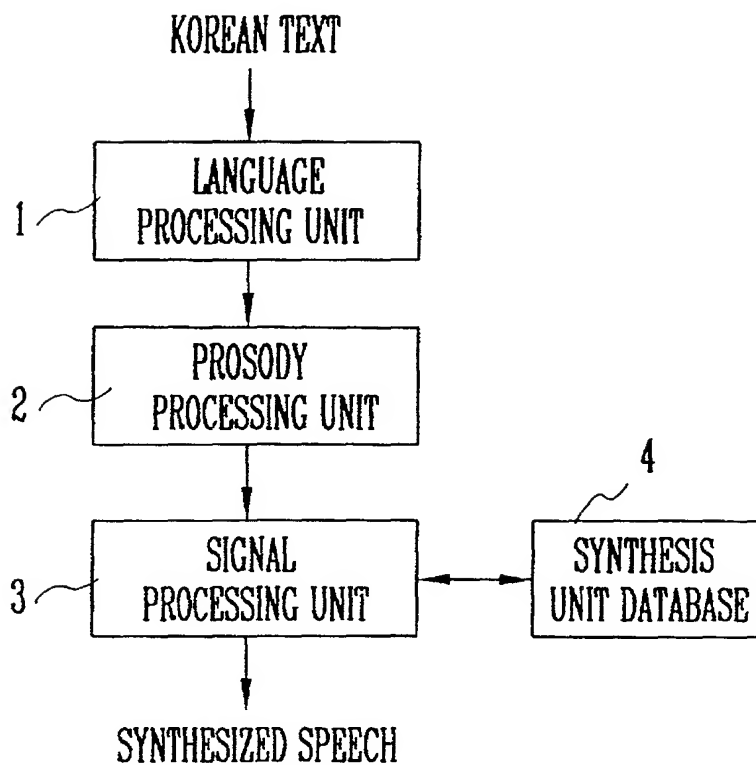 KOREAN TEXT
LANGUAGE
PROCESSING UNIT
1
PROSODY
PROCESSING UNIT
2
4
SIGNAL
PROCESSING UNIT
3
SYNTHESIS
UNIT DATABASE
SYNTHESIZED SPEECH